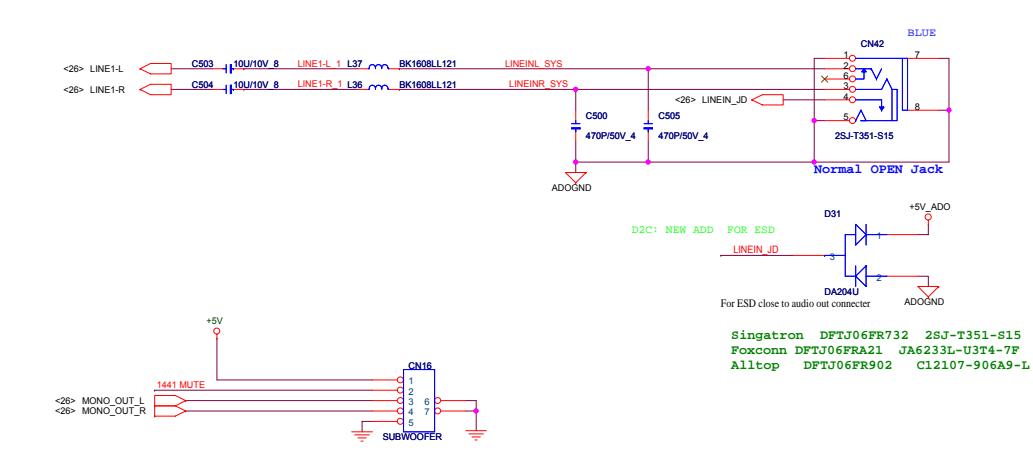 BLUE
CN42
<26> LINE1-L C503 10U/10V_8 LINE1-L_1 L37 BK1608LL121 LINEINL_SYS
<26> LINE1-R C504 10U/10V_8 LINE1-R_1 L36 BK1608LL121 LINEINR_SYS
1
2
6
3
4
5
7
8
<26> LINEIN_JD
2SJ-T351-S15
C500
470P/50V_4
C505
470P/50V_4
Normal OPEN Jack
ADOGND
+5V_ADO
D31
D2C: NEW ADD FOR ESD
LINEIN_JD
1
3
2
DA204U
ADOGND
For ESD close to audio out connecter
Singatron DFTJ06FR732 2SJ-T351-S15
Foxconn DFTJ06FRA21 JA6233L-U3T4-7F
Alltop DFTJ06FR902 C12107-906A9-L
+5V
CN16
1441 MUTE
<26> MONO_OUT_L
<26> MONO_OUT_R
1
2
3 6
4 7
5
SUBWOOFER